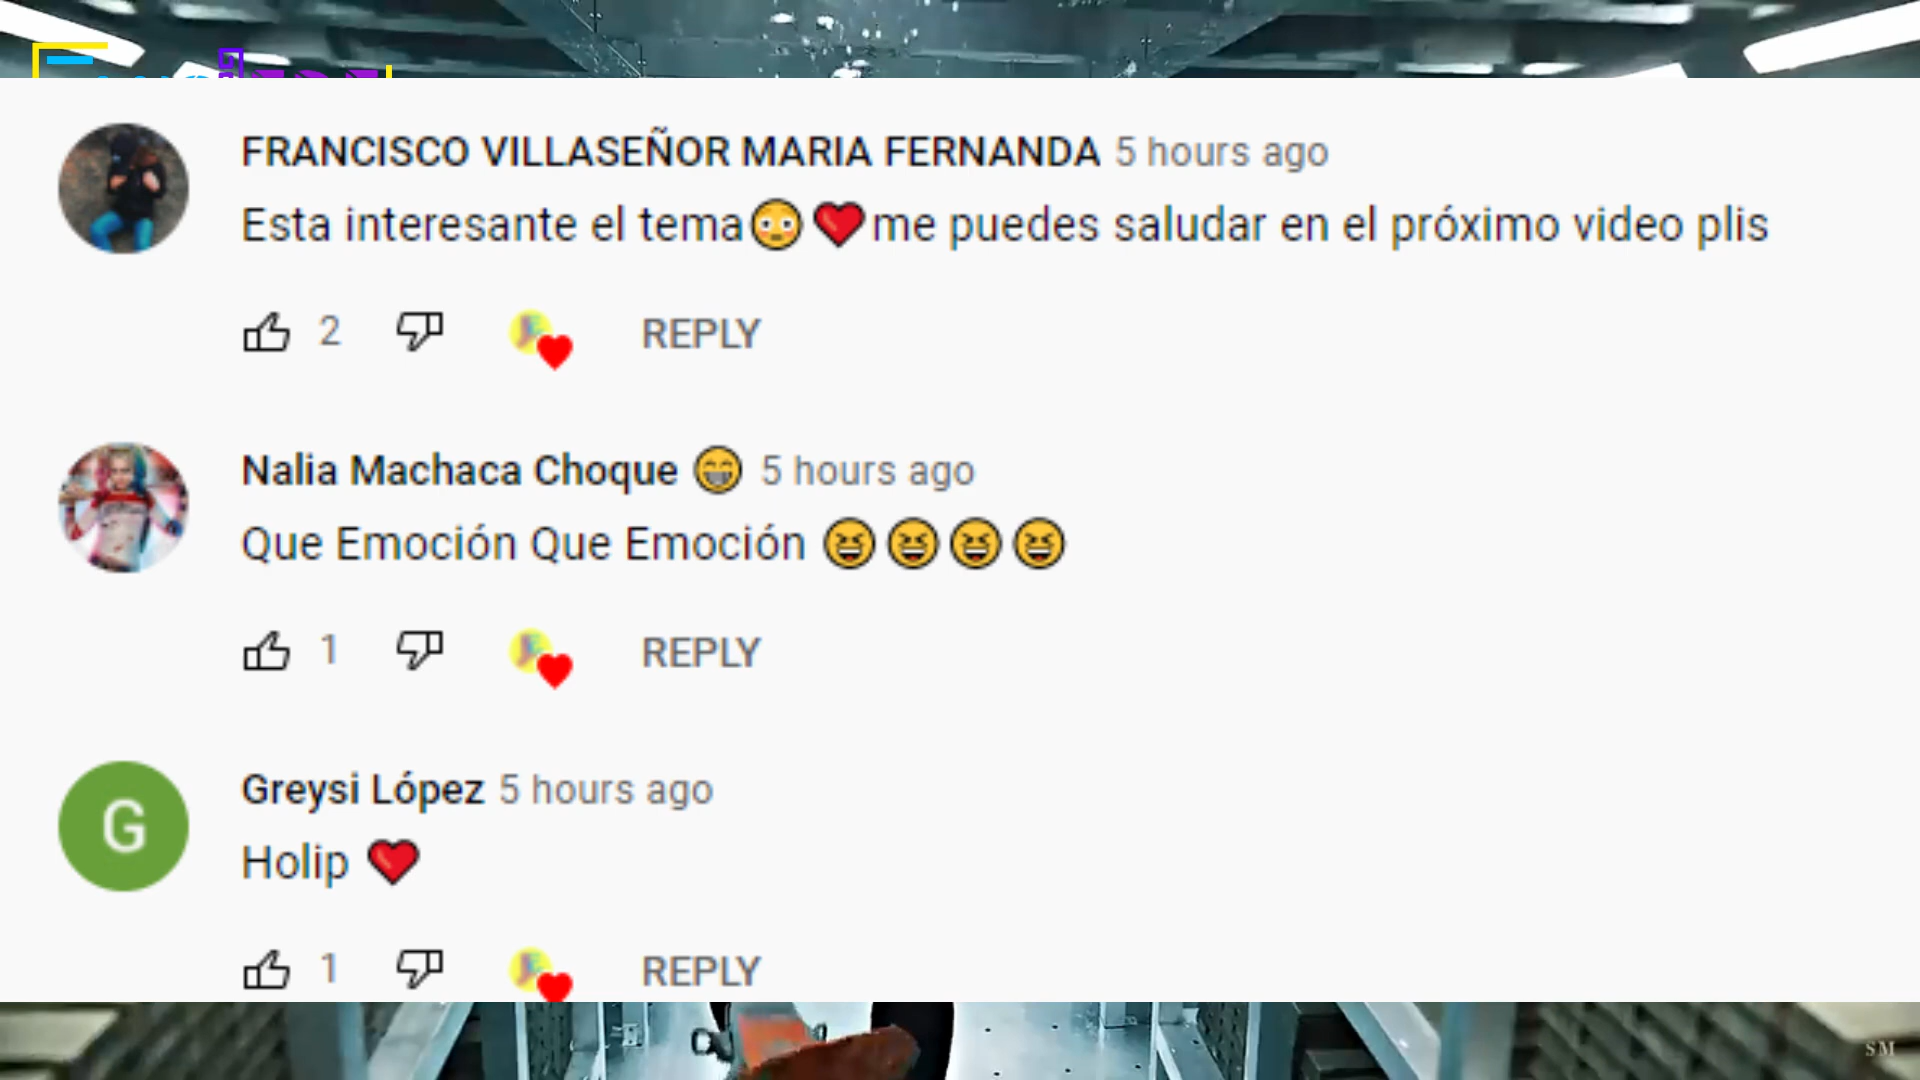 FRANCISCO VILLASEÑOR MARIA FERNANDA 5 hours ago
Esta interesante el tema😳❤️me puedes saludar en el próximo video plis
2 REPLY
Nalia Machaca Choque 😁 5 hours ago
Que Emoción Que Emoción 😆😆😆😆
1 REPLY
G
Greysi López 5 hours ago
Holip ❤️
1 REPLY
SM